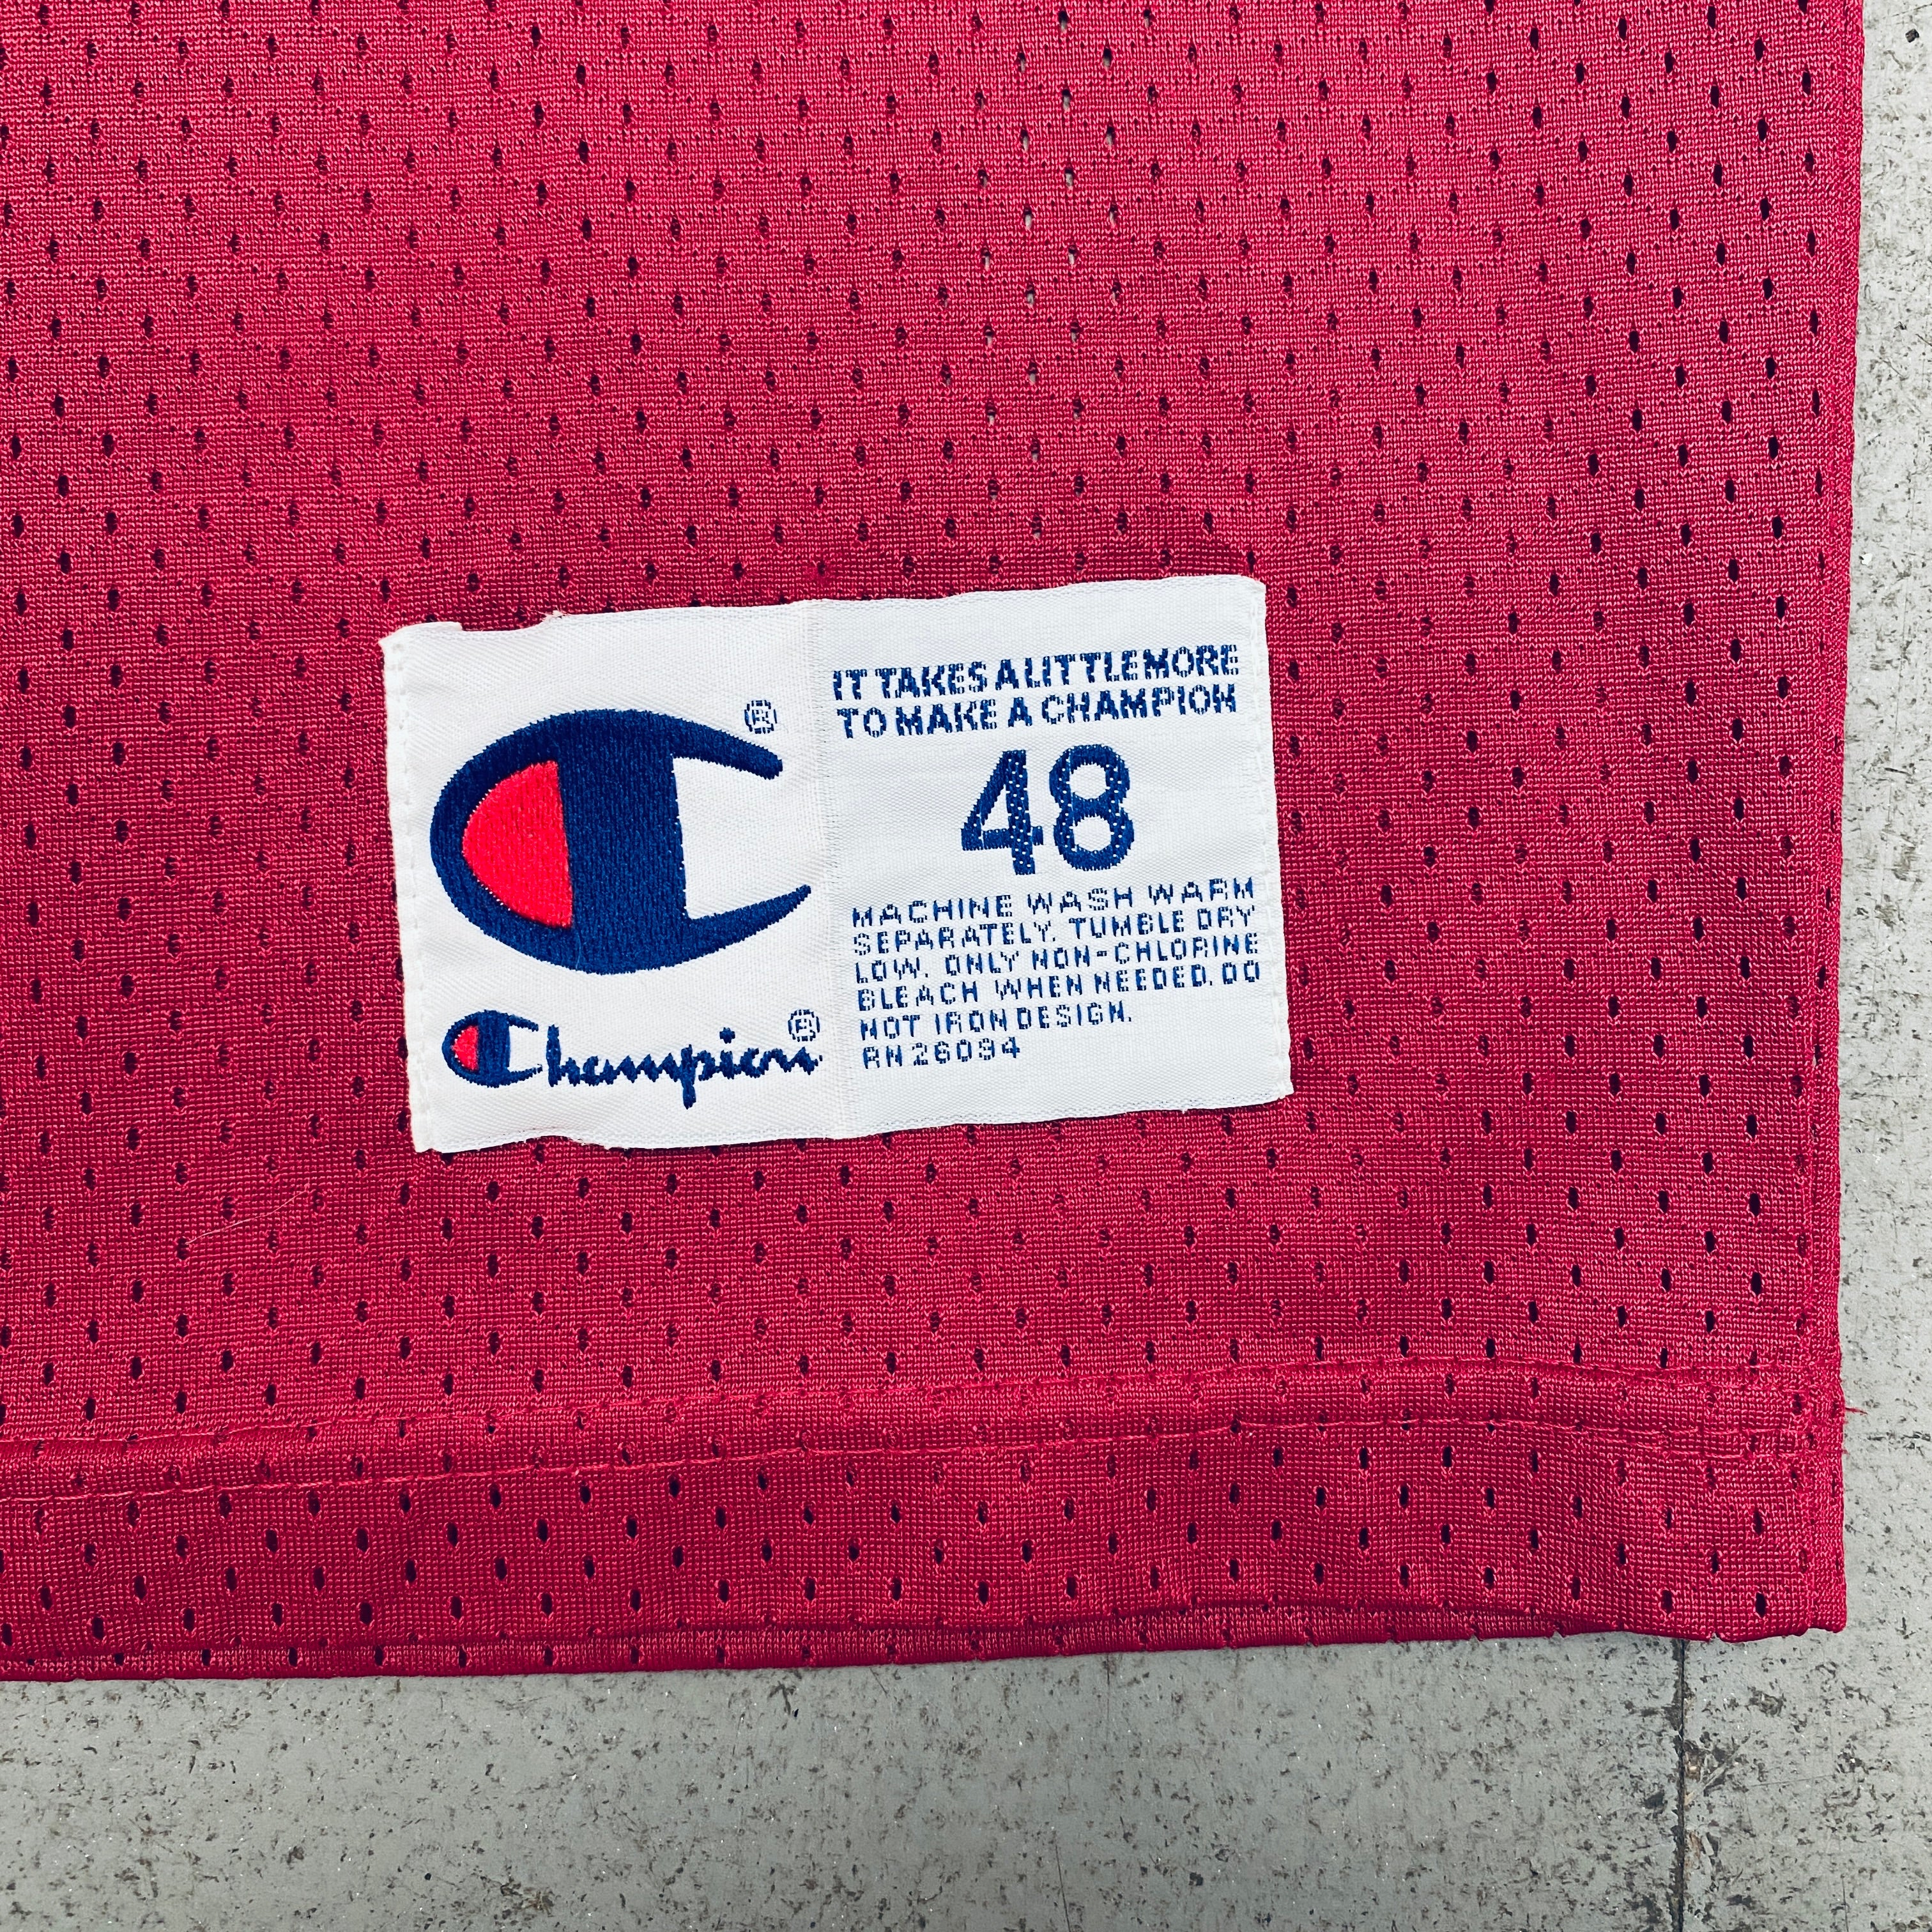 ®
Champion®
IT TAKES A LITTLE MORE
TO MAKE A CHAMPION
48
MACHINE WASH WARM
SEPARATELY. TUMBLE DRY
LOW. ONLY NON-CHLORINE
BLEACH WHEN NEEDED. DO
NOT IRON DESIGN.
RN 26094